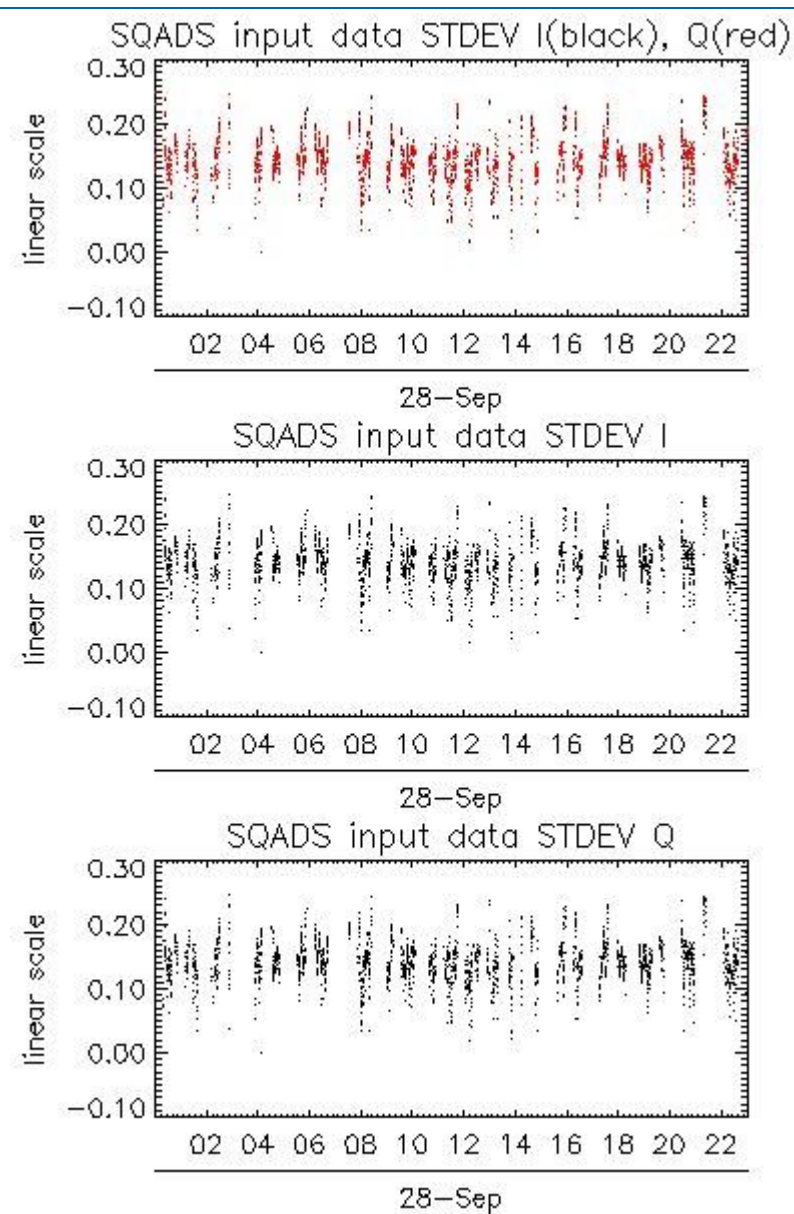 SQADS input data STDEV I(black), Q(red)
0.30
0.20
0.10
0.00
−0.10
linear scale
02 04 06 08 10 12 14 16 18 20 22
28−Sep
SQADS input data STDEV I
0.30
0.20
0.10
0.00
−0.10
linear scale
02 04 06 08 10 12 14 16 18 20 22
28−Sep
SQADS input data STDEV Q
0.30
0.20
0.10
0.00
−0.10
linear scale
02 04 06 08 10 12 14 16 18 20 22
28−Sep